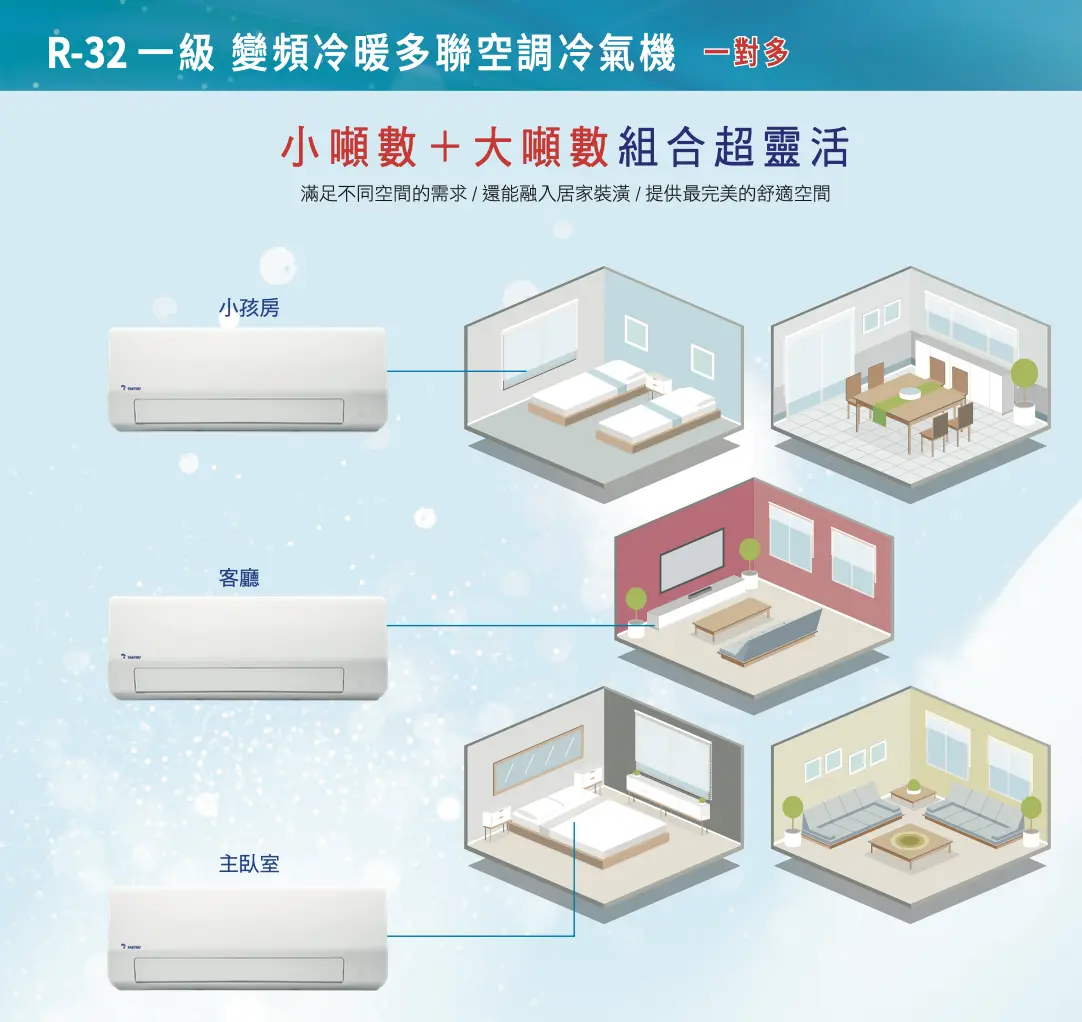 R-32 一級 變頻冷暖多聯空調冷氣機 一對多
小噸數＋大噸數組合超靈活
滿足不同空間的需求 / 還能融入居家裝潢 / 提供最完美的舒適空間
小孩房
客廳
主臥室